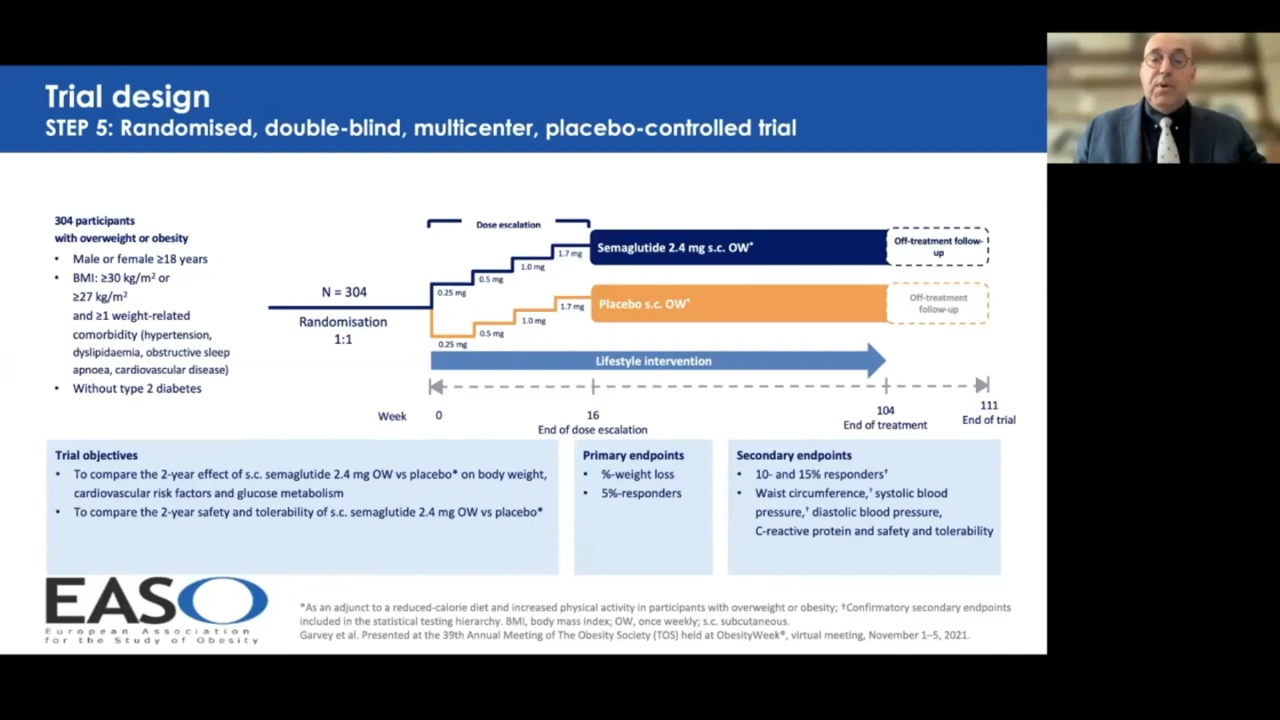 Trial design
STEP 5: Randomised, double-blind, multicenter, placebo-controlled trial
304 participants
with overweight or obesity
• Male or female ≥18 years
• BMI: ≥30 kg/m² or
≥27 kg/m²
and ≥1 weight-related
comorbidity (hypertension,
dyslipidaemia, obstructive sleep
apnoea, cardiovascular disease)
• Without type 2 diabetes
N = 304
Randomisation
1:1
Dose escalation
0.25 mg
0.5 mg
1.0 mg
1.7 mg
Semaglutide 2.4 mg s.c. OW*
Off-treatment follow-
up
0.25 mg
0.5 mg
1.0 mg
1.7 mg
Placebo s.c. OW*
Off-treatment
follow-up
Lifestyle intervention
Week
0
16
End of dose escalation
104
End of treatment
111
End of trial
Trial objectives
• To compare the 2-year effect of s.c. semaglutide 2.4 mg OW vs placebo* on body weight,
cardiovascular risk factors and glucose metabolism
• To compare the 2-year safety and tolerability of s.c. semaglutide 2.4 mg OW vs placebo*
Primary endpoints
• %-weight loss
• 5%-responders
Secondary endpoints
• 10- and 15% responders†
• Waist circumference,† systolic blood
pressure,† diastolic blood pressure,
C-reactive protein and safety and tolerability
EASO
European Association
for the Study of Obesity
*As an adjunct to a reduced-calorie diet and increased physical activity in participants with overweight or obesity; †Confirmatory secondary endpoints
included in the statistical testing hierarchy. BMI, body mass index; OW, once weekly; s.c. subcutaneous.
Garvey et al. Presented at the 39th Annual Meeting of The Obesity Society (TOS) held at ObesityWeek®, virtual meeting, November 1–5, 2021.